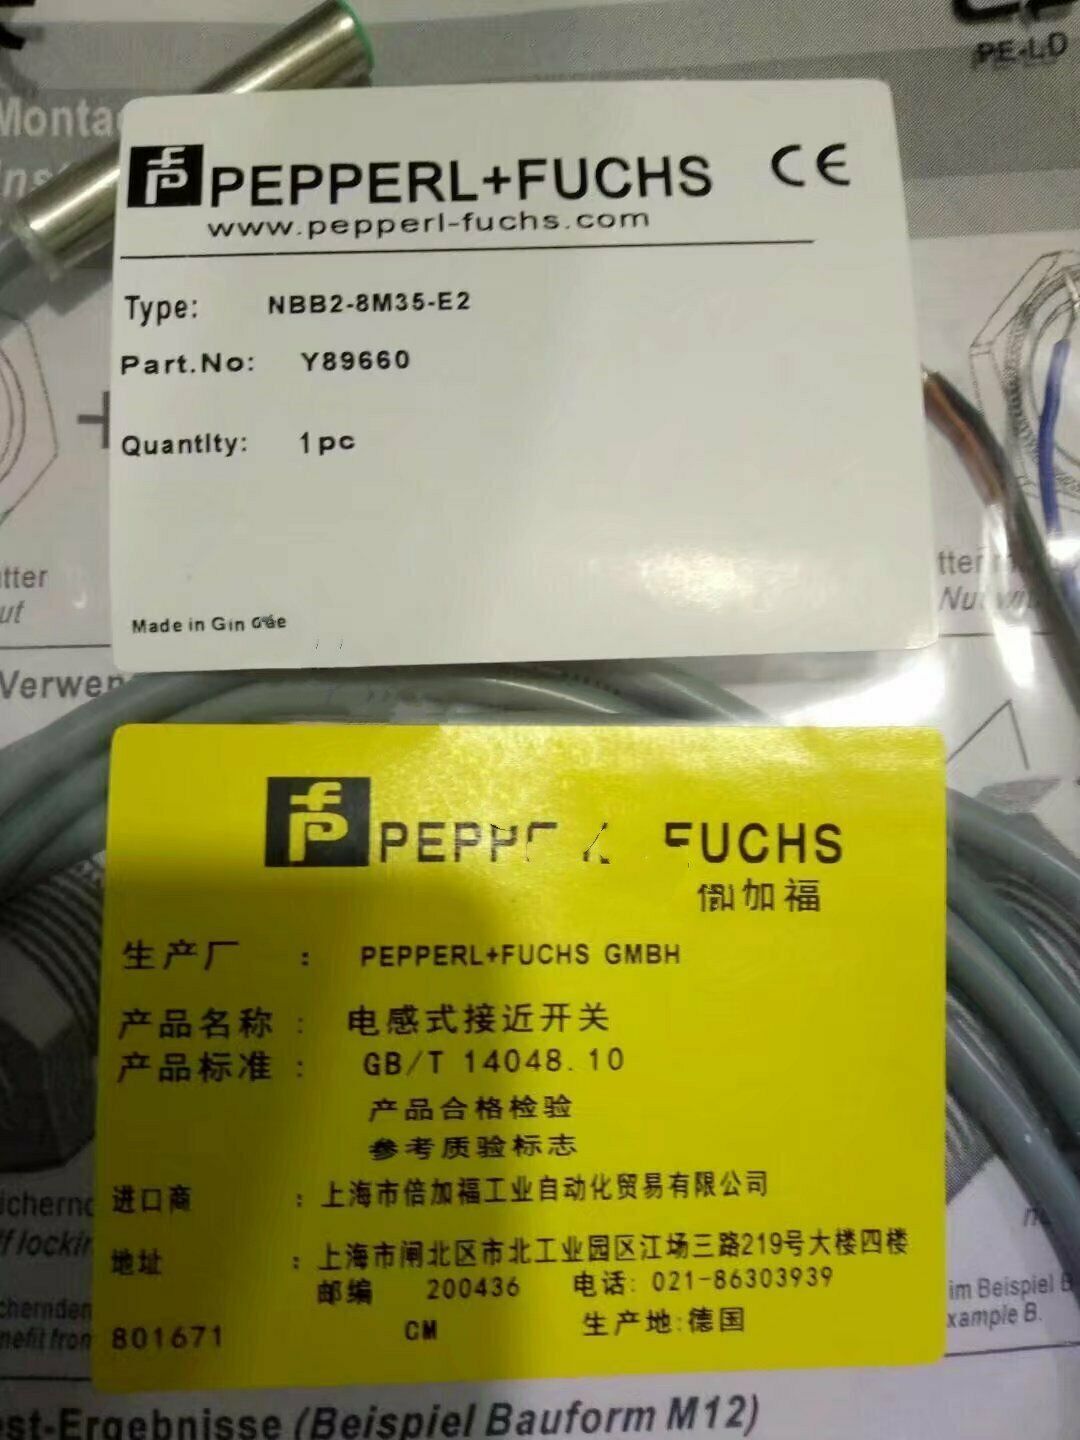 PE-LD
PEPPERL+FUCHS CE
www.pepperl-fuchs.com
Type: NBB2-8M35-E2
Part.No: Y89660
Quantity: 1pc
Made in
utter
Verwen
PEPP FUCHS
加福
生产厂 : PEPPERL+FUCHS GMBH
产品名称 : 电感式接近开关
产品标准 : GB/T 14048.10
产品合格检验
参考质验标志
进口商 : 上海市倍加福工业自动化贸易有限公司
地址 : 上海市闸北区市北工业园区江场三路219号大楼四楼
邮编 200436 电话: 021-86303939
801671 CM 生产地:德国
im Beispiel B
xample B.
est-Ergebnisse (Beispiel Bauform M12)